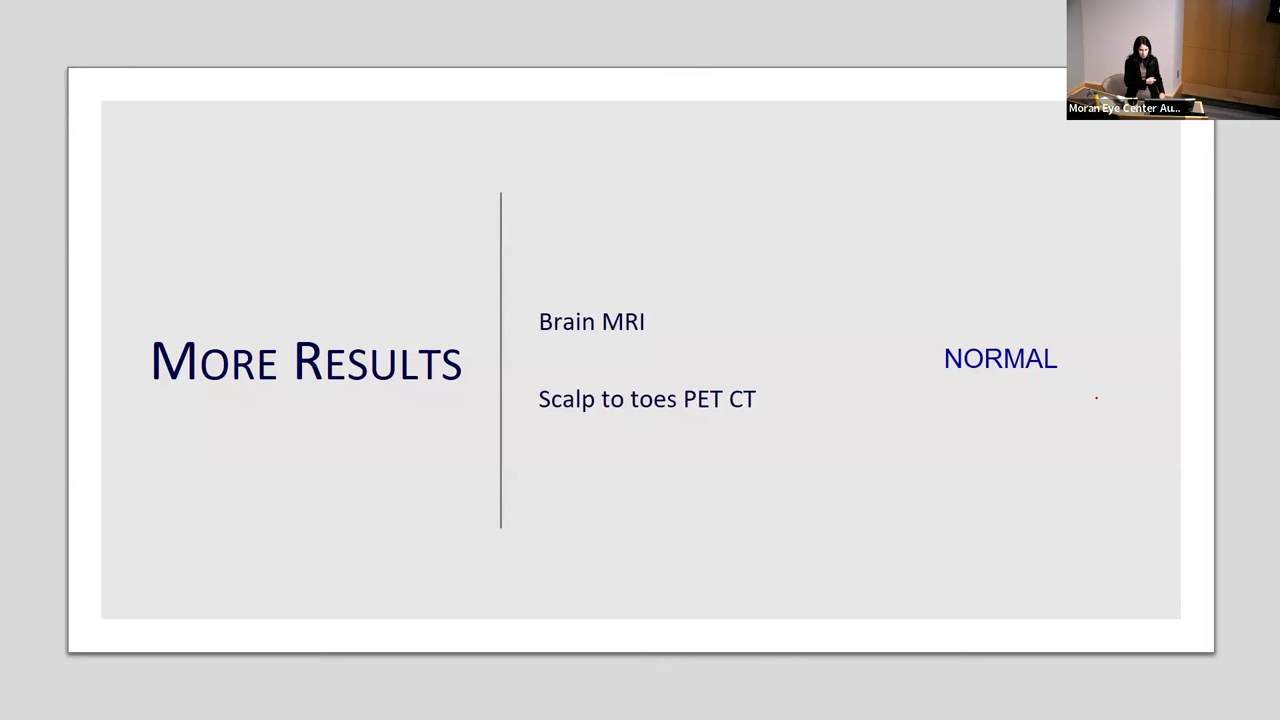 Moran Eye Center Au...
MORE RESULTS
Brain MRI
Scalp to toes PET CT
NORMAL